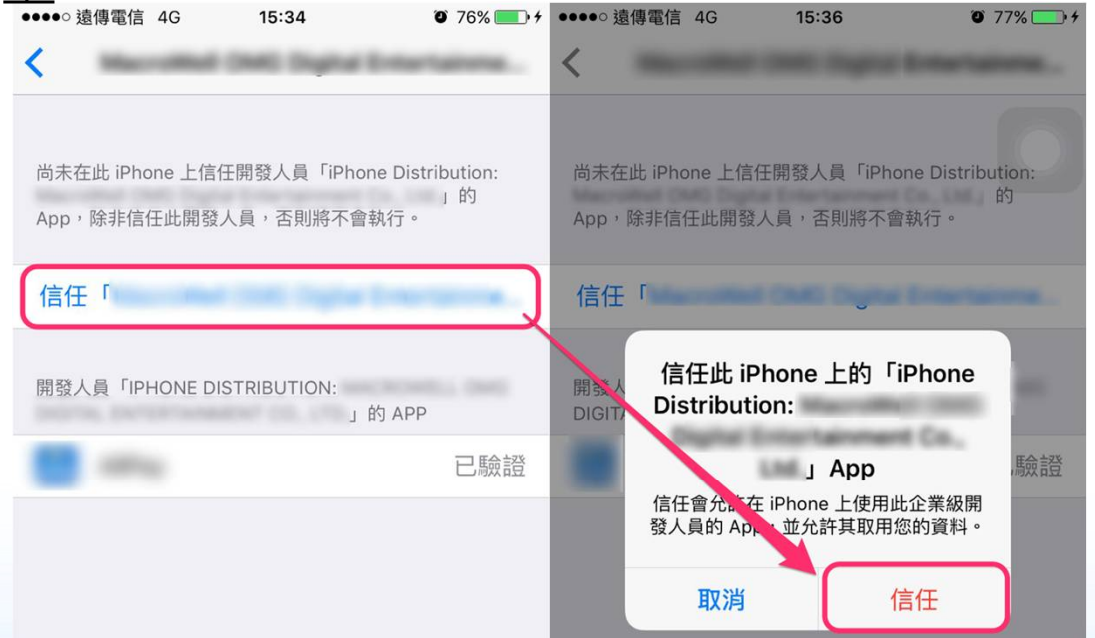 遠傳電信 4G 15:34 76%
尚未在此 iPhone 上信任開發人員「iPhone Distribution:
」的
App，除非信任此開發人員，否則將不會執行。
信任「
開發人員「IPHONE DISTRIBUTION:
」的 APP
已驗證
遠傳電信 4G 15:36 77%
尚未在此 iPhone 上信任開發人員「iPhone Distribution:
」的
App，除非信任此開發人員，否則將不會執行。
信任「
開發人
DIGITA
驗證
信任此 iPhone 上的「iPhone
Distribution:
」App
信任會允許在 iPhone 上使用此企業級開
發人員的 App，並允許其取用您的資料。
取消 信任